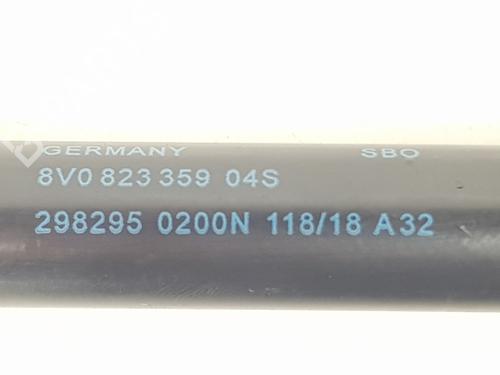 GERMANY SBO
8V0 823 359 04S
298295 0200N 118/18 A32